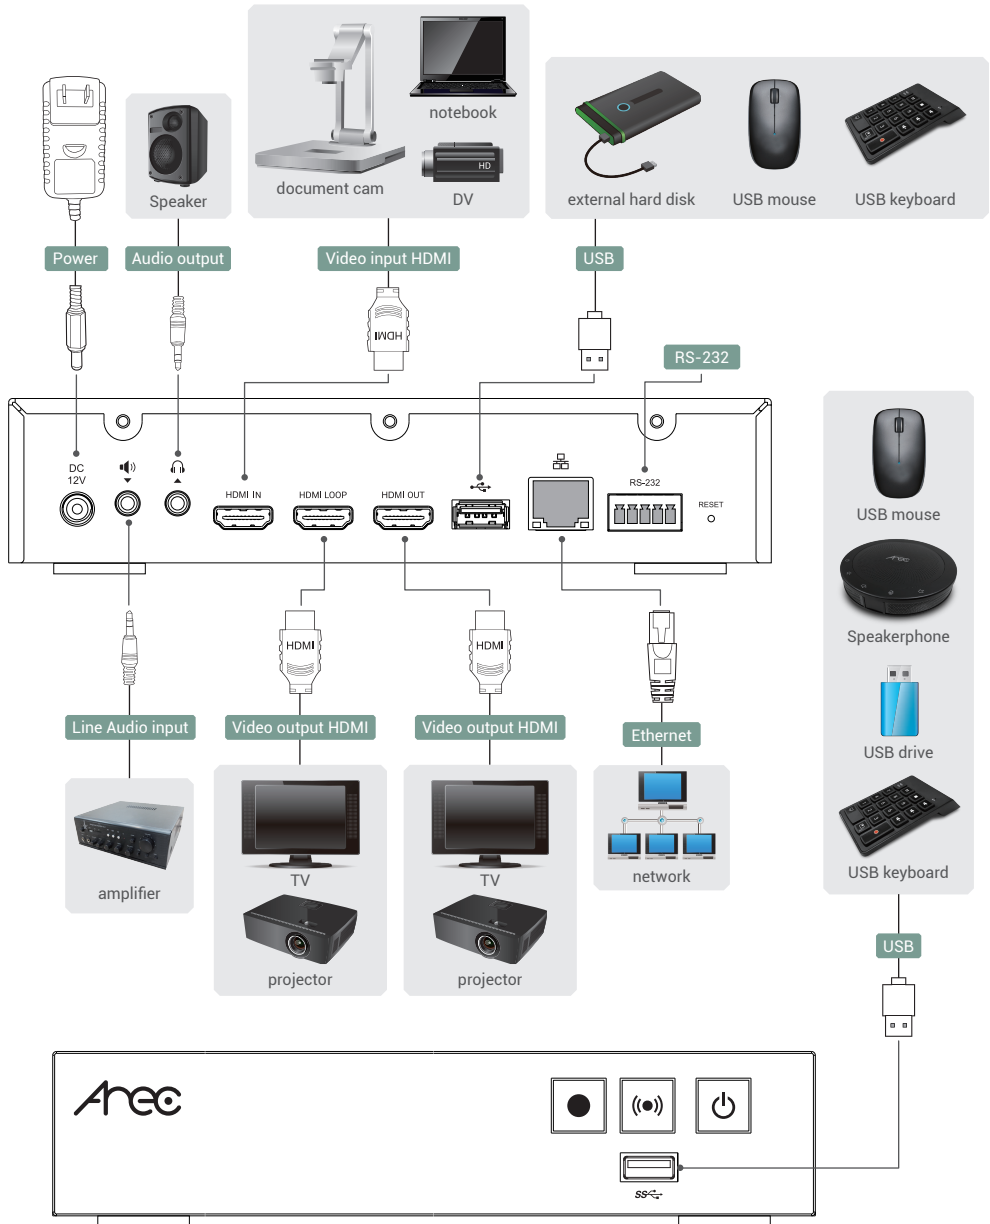 notebook
HD
document cam
DV
Speaker
external hard disk
USB mouse
USB keyboard
Power
Audio output
Video input HDMI
USB
HDMI
RS-232
DC
12V
HDMI IN
HDMI LOOP
HDMI OUT
RS-232
RESET
USB mouse
Arec
Speakerphone
HDMI
HDMI
USB drive
Line Audio input
Video output HDMI
Video output HDMI
Ethernet
USB keyboard
amplifier
TV
TV
network
projector
projector
USB
Arec
SS